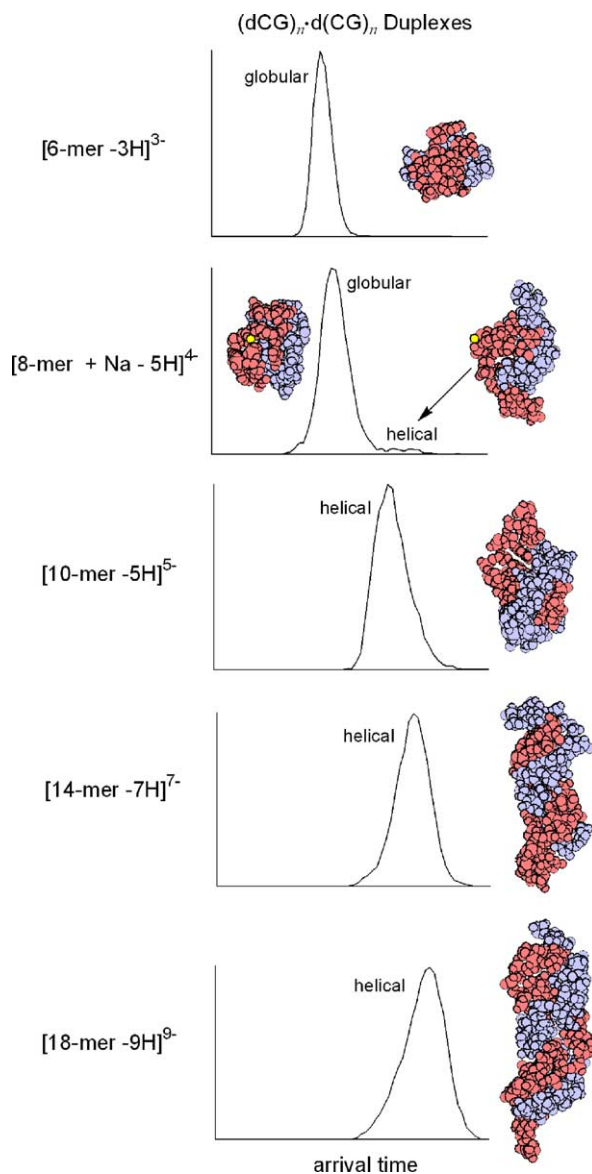 (dCG)n·d(CG)n Duplexes
globular
[6-mer -3H]3-
globular
[8-mer + Na - 5H]4-
helical
helical
[10-mer -5H]5-
helical
[14-mer -7H]7-
helical
[18-mer -9H]9-
arrival time